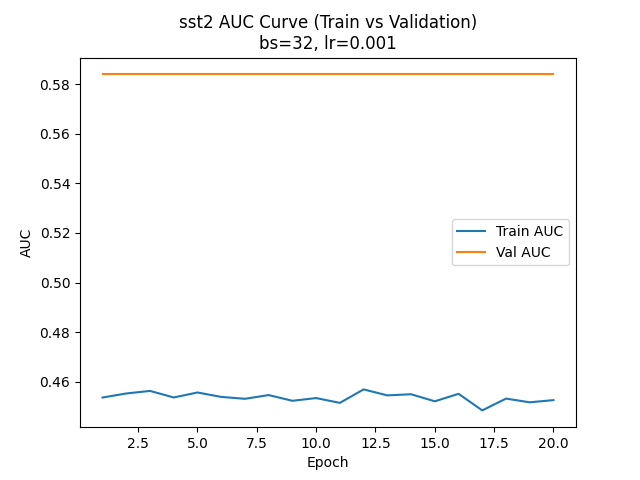 sst2 AUC Curve (Train vs Validation)
bs=32, lr=0.001
0.58
0.56
0.54
0.52
0.50
0.48
0.46
AUC
Train AUC
Val AUC
2.5 5.0 7.5 10.0 12.5 15.0 17.5 20.0
Epoch